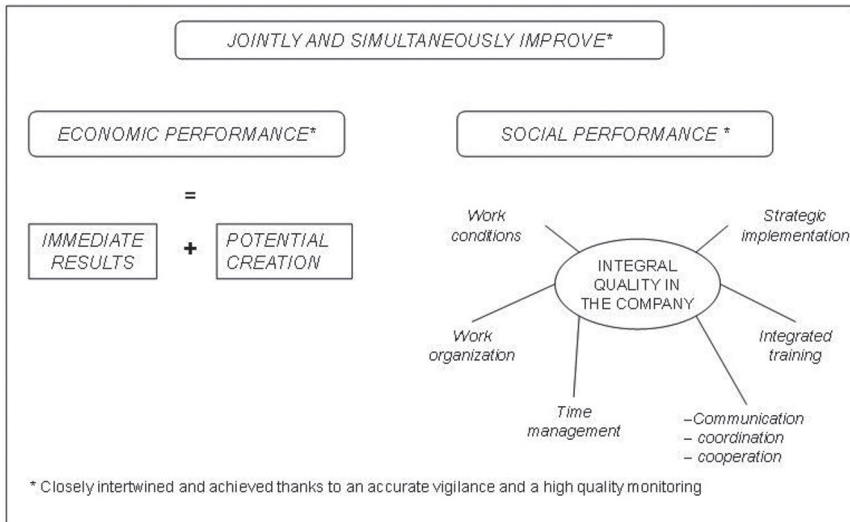 JOINTLY AND SIMULTANEOUSLY IMPROVE*
ECONOMIC PERFORMANCE*
=
IMMEDIATE
RESULTS
+
POTENTIAL
CREATION
SOCIAL PERFORMANCE *
Work
conditions
Strategic
implementation
INTEGRAL
QUALITY IN
THE COMPANY
Work
organization
Integrated
training
Time
management
–Communication
– coordination
– cooperation
* Closely intertwined and achieved thanks to an accurate vigilance and a high quality monitoring